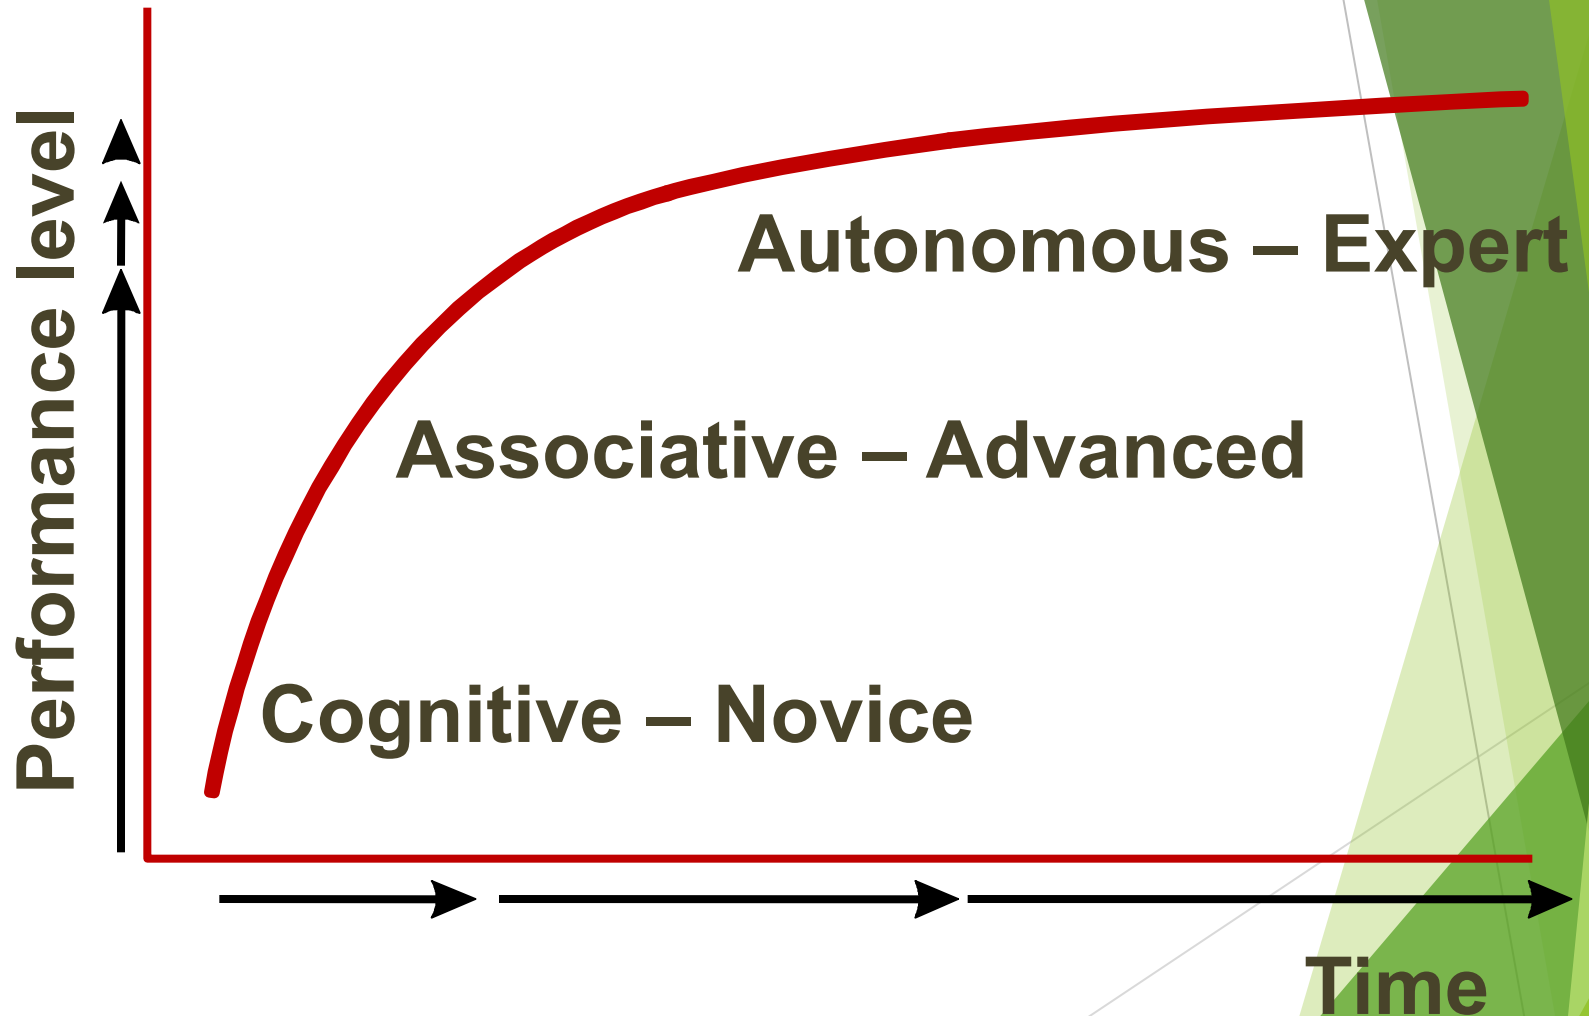 Performance level
Autonomous – Expert
Associative – Advanced
Cognitive – Novice
Time